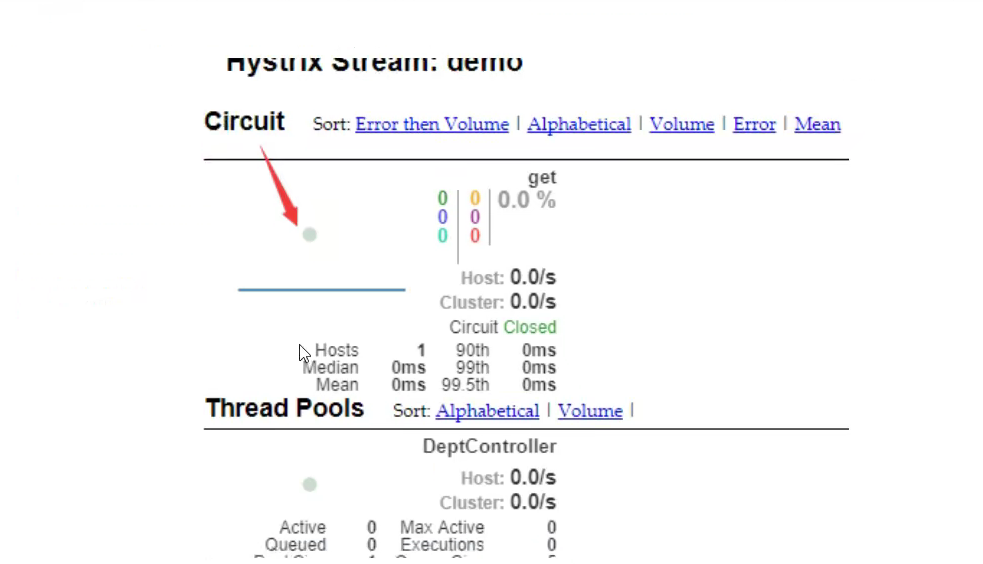 Hystrix Stream: demo
Circuit Sort: Error then Volume | Alphabetical | Volume | Error | Mean
get
0 0 0.0 %
0 0
0 0
Host: 0.0/s
Cluster: 0.0/s
Circuit Closed
Hosts 1 90th 0ms
Median 0ms 99th 0ms
Mean 0ms 99.5th 0ms
Thread Pools Sort: Alphabetical | Volume |
DeptController
Host: 0.0/s
Cluster: 0.0/s
Active 0 Max Active 0
Queued 0 Executions 0